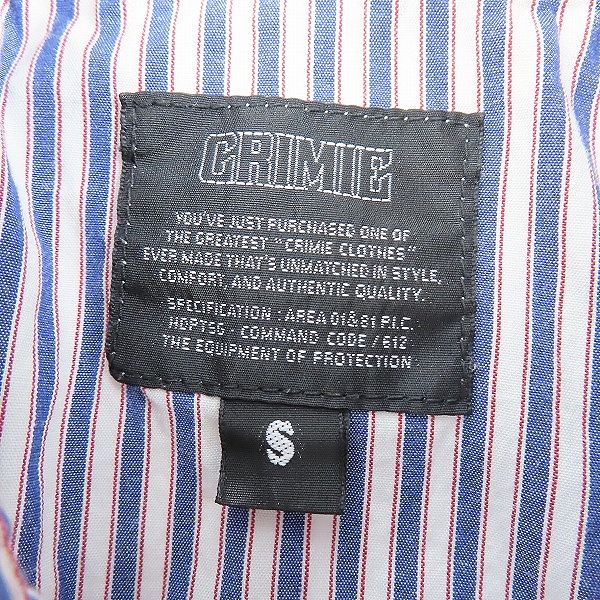 CRIMIE
YOU'VE JUST PURCHASED ONE OF
THE GREATEST "CRIMIE CLOTHES"
EVER MADE THAT'S UNMATCHED IN STYLE,
COMFORT, AND AUTHENTIC QUALITY.
SPECIFICATION : AREA 01&81 P.I.C.
HDPTSG - COMMAND CODE / 612
THE EQUIPMENT OF PROTECTION
S